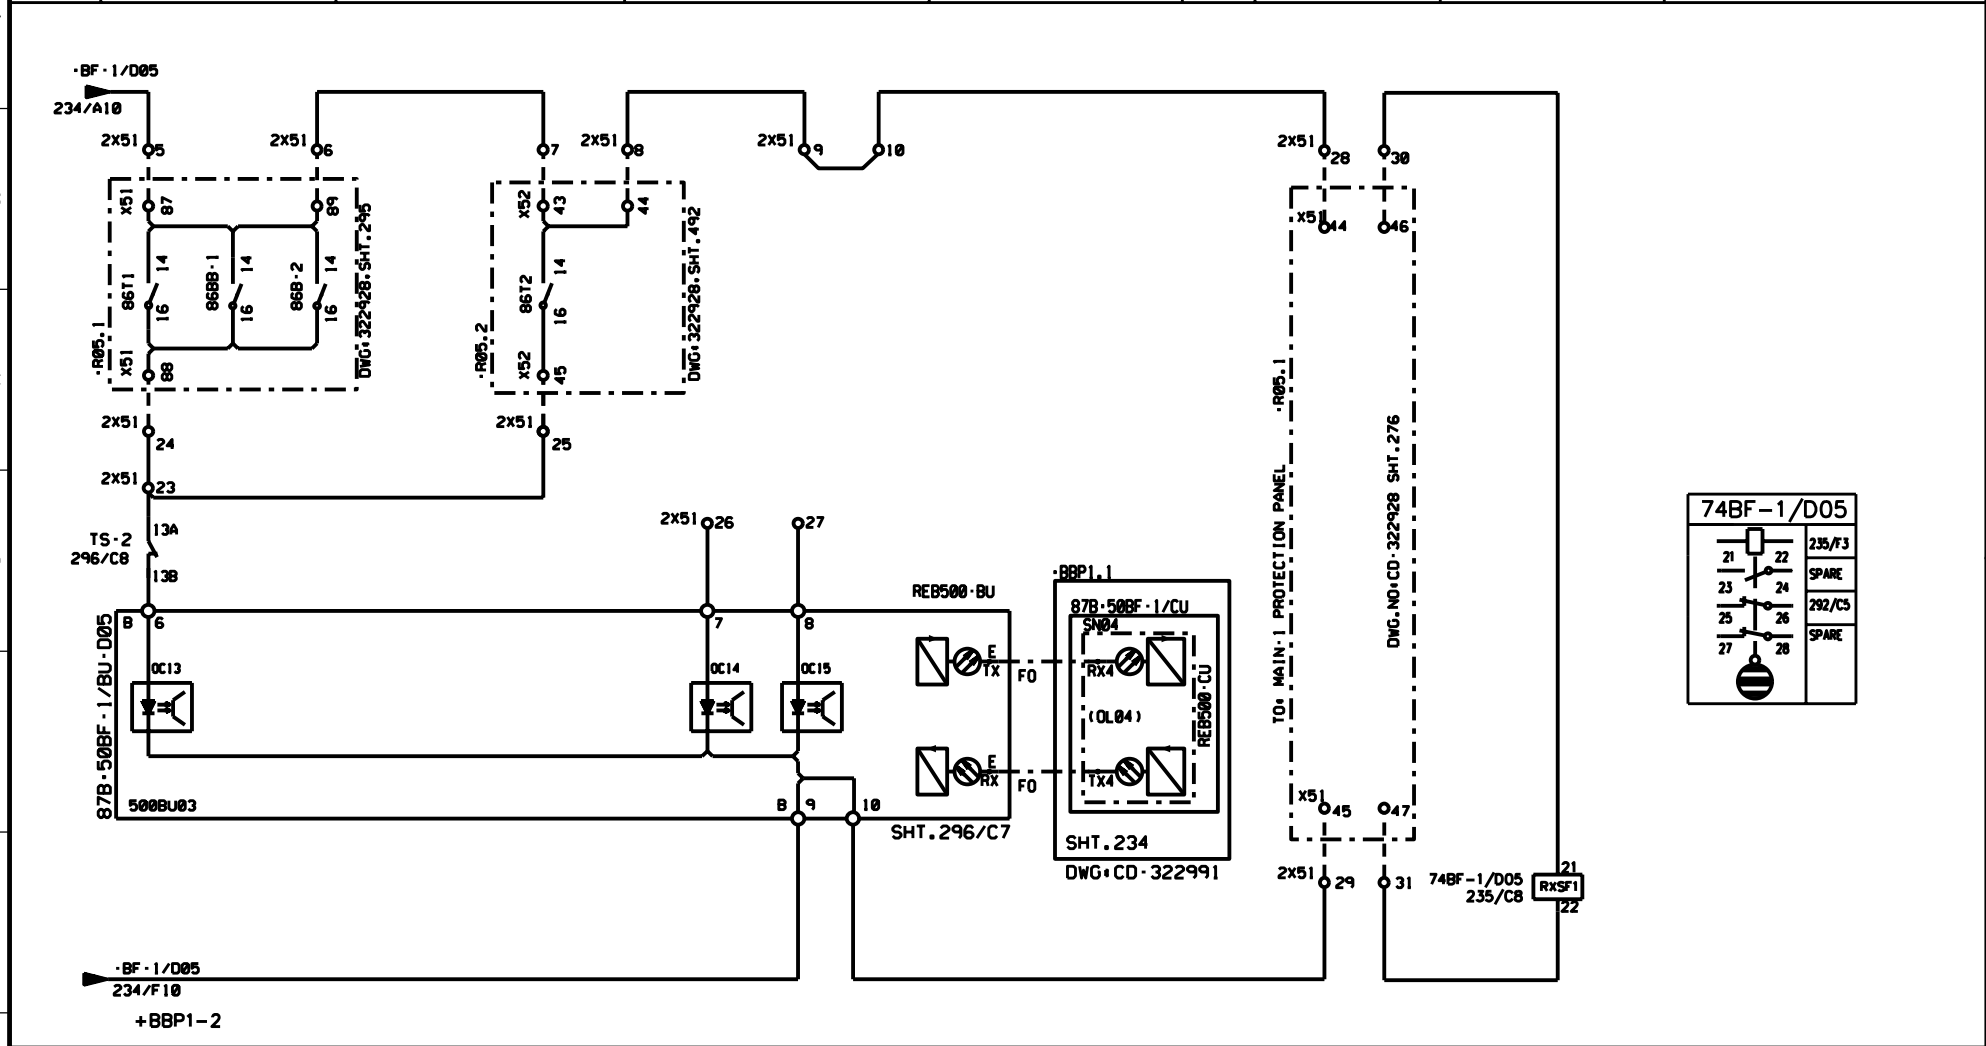 ·BF·1/D05
234/A10
2X51 5
2X51 6
7
2X51 8
2X51 9
10
2X51 28
30
X51 87
89
DWG:322928.SHT.295
86T1 14 16
86BB·1 14 16
86B·2 14 16
·R05.1
X51 88
2X51 24
2X51 23
X52 43
44
DWG:322928.SHT.492
86T2 14 16
·R05.2
X52 45
2X51 25
X51 44
46
·R05.1
TO: MAIN·1 PROTECTION PANEL
DWG.NO:CD·322928 SHT.276
X51 45
47
2X51 29
31
TS·2
296/C8
13A
13B
2X51 26
27
87B·50BF·1/BU·D05
B 6
7
8
OC13
OC14
OC15
500BU03
B 9
10
REB500·BU
E
TX
FO
E
RX
FO
SHT.296/C7
·BBP1.1
87B·50BF·1/CU
SN04
RX4
(OL04)
REB500·CU
TX4
SHT.234
DWG:CD·322991
74BF-1/D05
235/C8
21
RXSF1
22
74BF-1/D05
21 22 235/F3
23 24 SPARE
25 26 292/C5
27 28 SPARE
·BF·1/D05
234/F10
+BBP1-2